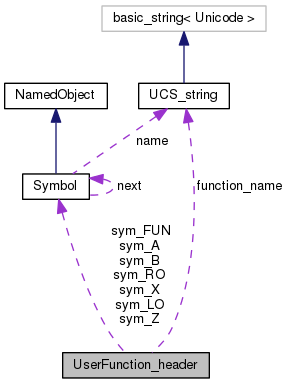 basic_string< Unicode >
NamedObject
UCS_string
name
Symbol
next
function_name
sym_FUN
sym_A
sym_B
sym_RO
sym_X
sym_LO
sym_Z
UserFunction_header